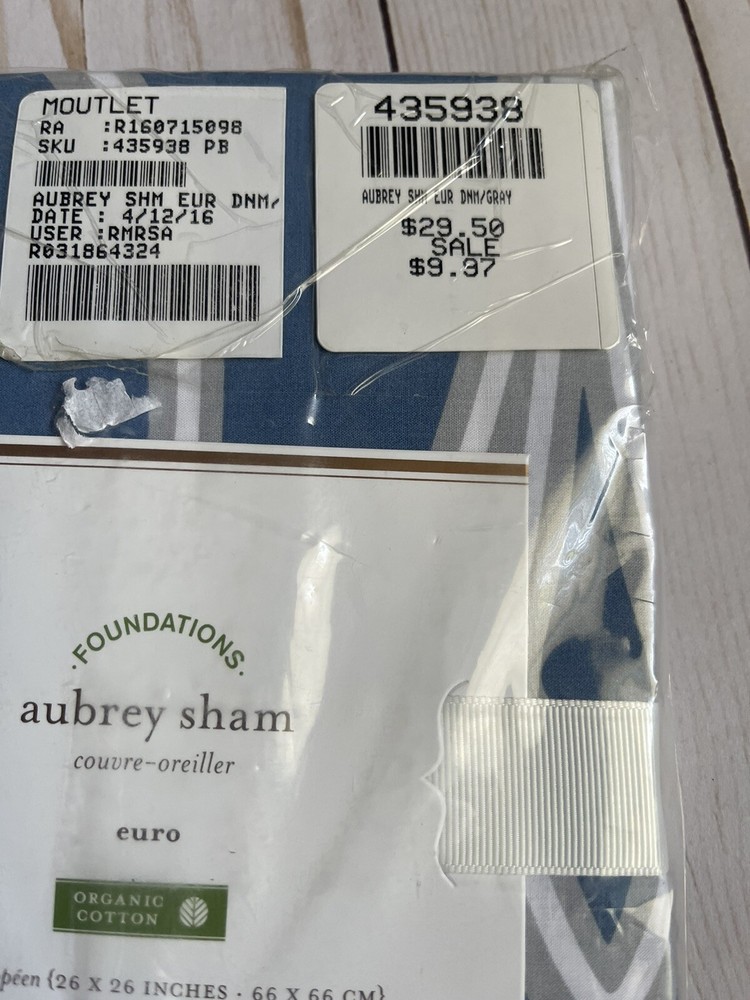 MOUTLET
RA :R160715098
SKU :435938 PB
AUBREY SHM EUR DNM/
DATE : 4/12/16
USER :RMRSA
R031864324
435938
AUBREY SHM EUR DNM/GRAY
$29.50
SALE
$9.97
·FOUNDATIONS·
aubrey sham
couvre-oreiller
euro
ORGANIC
COTTON
péen {26 X 26 INCHES · 66 X 66 CM}